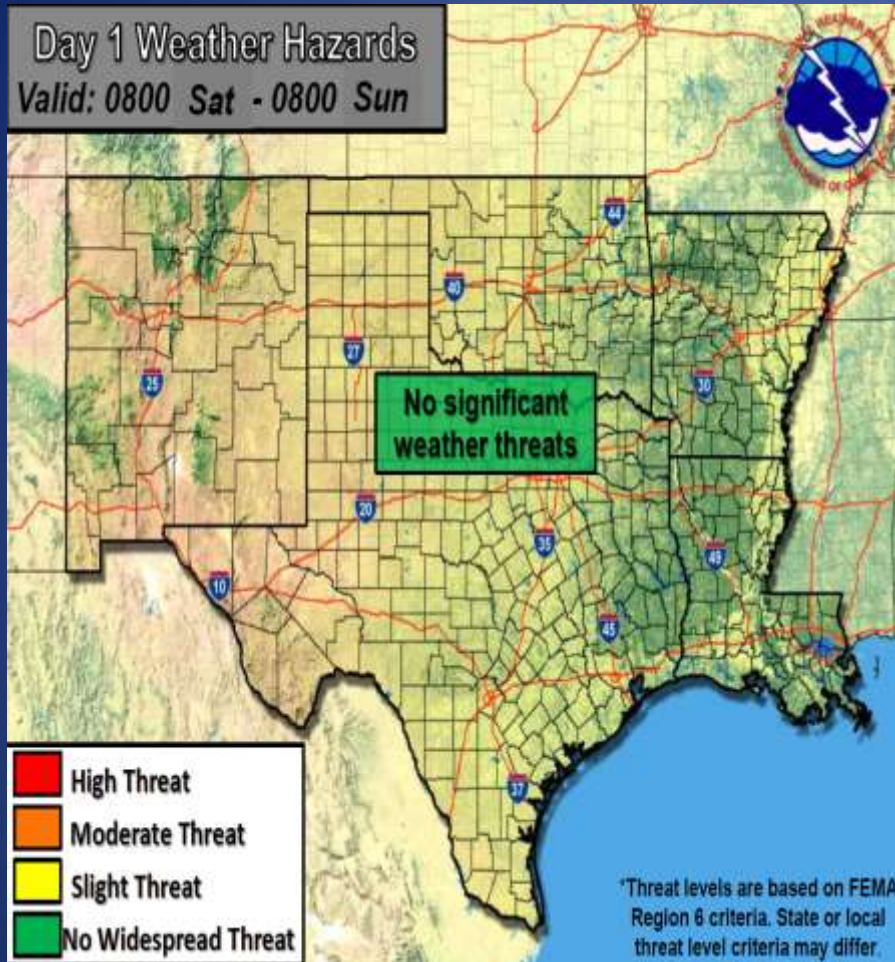 Day 1 Weather Hazards
Valid: 0800 Sat - 0800 Sun
44
40
27
25
No significant
weather threats
30
20
35
49
10
45
37
High Threat
Moderate Threat
Slight Threat
No Widespread Threat
*Threat levels are based on FEMA
Region 6 criteria. State or local
threat level criteria may differ.